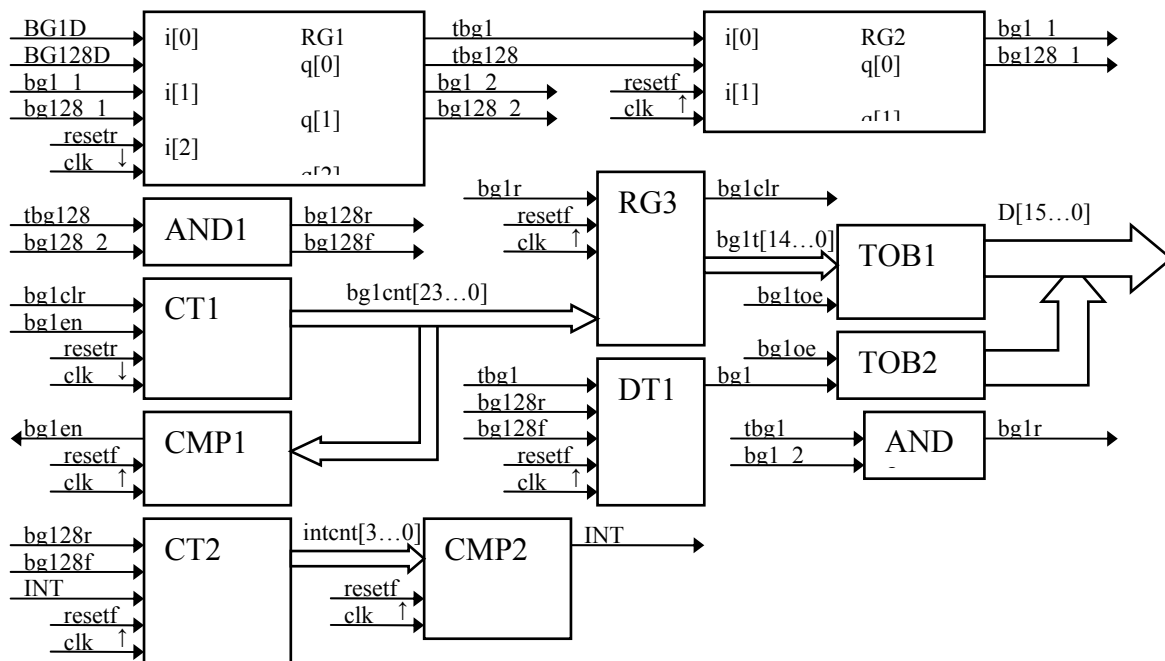 BG1D
BG128D
bg1_1
bg128_1
resetr
clk ↓
i[0]
i[1]
i[2]
RG1
q[0]
q[1]
q[2]
tbg1
tbg128
bg1_2
bg128_2
resetf
clk ↑
i[0]
i[1]
RG2
q[0]
q[1]
bg1_1
bg128_1
tbg128
bg128_2
AND1
bg128r
bg128f
bg1r
resetf
clk ↑
RG3
bg1clr
bg1t[14…0]
bg1toe
TOB1
D[15…0]
bg1clr
bg1en
resetr
clk ↓
CT1
bg1cnt[23…0]
bg1oe
TOB2
tbg1
bg128r
bg128f
resetf
clk ↑
DT1
bg1
bg1en
resetf
clk ↑
CMP1
tbg1
bg1_2
AND
bg1r
bg128r
bg128f
INT
resetf
clk ↑
CT2
intcnt[3…0]
resetf
clk ↑
CMP2
INT